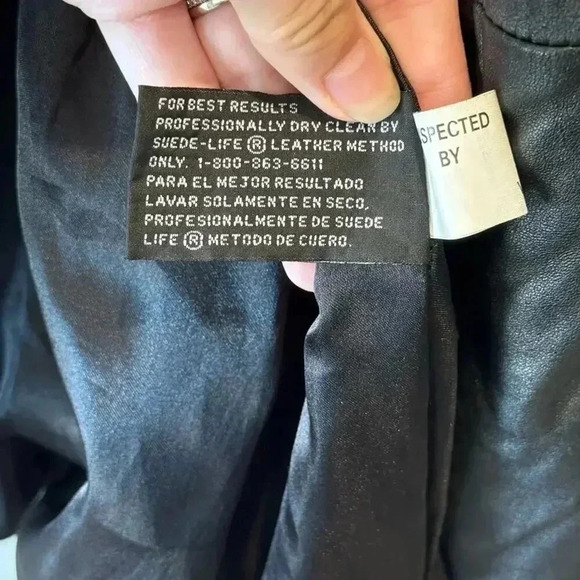 FOR BEST RESULTS
PROFESSIONALLY DRY CLEAN BY
SUEDE-LIFE ® LEATHER METHOD
ONLY. 1-800-863-6611
PARA EL MEJOR RESULTADO
LAVAR SOLAMENTE EN SECO,
PROFESIONALMENTE DE SUEDE
LIFE ® METODO DE CUERO.
SPECTED
BY